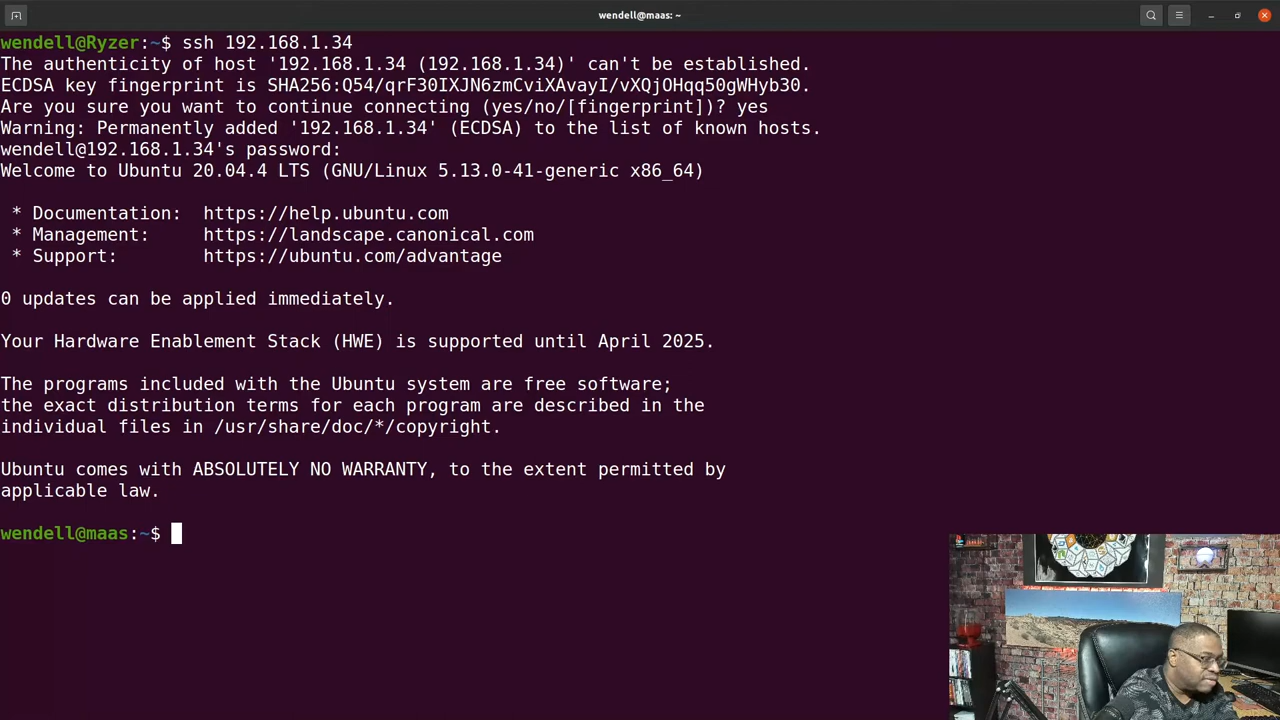 wendell@maas: ~
wendell@Ryzer:~$ ssh 192.168.1.34
The authenticity of host '192.168.1.34 (192.168.1.34)' can't be established.
ECDSA key fingerprint is SHA256:Q54/qrF30IXJN6zmCviXAvayI/vXQjOHqq50gWHyb30.
Are you sure you want to continue connecting (yes/no/[fingerprint])? yes
Warning: Permanently added '192.168.1.34' (ECDSA) to the list of known hosts.
wendell@192.168.1.34's password:
Welcome to Ubuntu 20.04.4 LTS (GNU/Linux 5.13.0-41-generic x86_64)
* Documentation:  https://help.ubuntu.com
* Management:     https://landscape.canonical.com
* Support:        https://ubuntu.com/advantage
0 updates can be applied immediately.
Your Hardware Enablement Stack (HWE) is supported until April 2025.
The programs included with the Ubuntu system are free software;
the exact distribution terms for each program are described in the
individual files in /usr/share/doc/*/copyright.
Ubuntu comes with ABSOLUTELY NO WARRANTY, to the extent permitted by
applicable law.
wendell@maas:~$